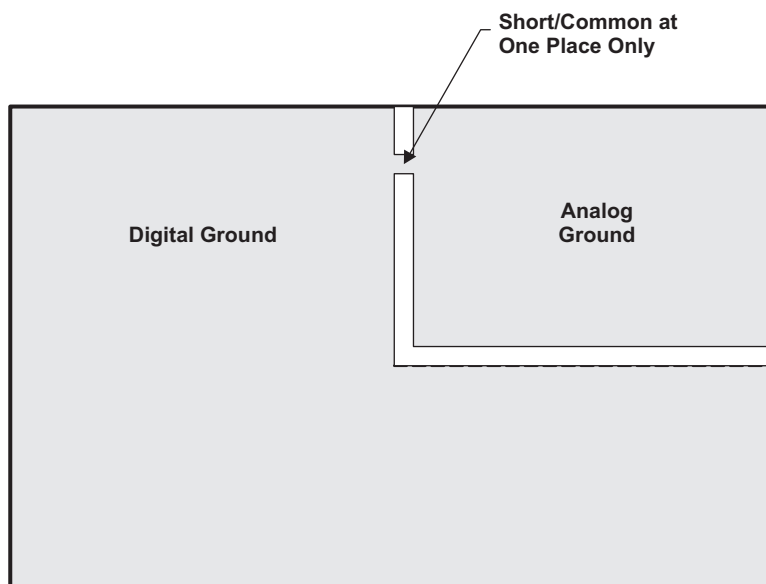 Short/Common at
One Place Only
Digital Ground
Analog
Ground